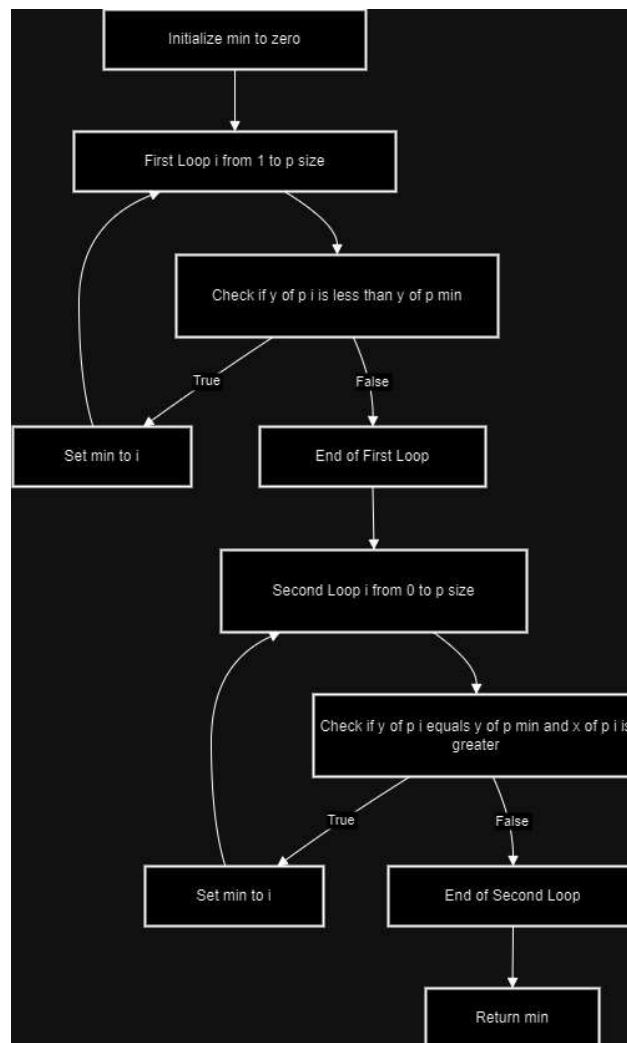 Initialize min to zero
First Loop i from 1 to p size
Check if y of p i is less than y of p min
True
False
Set min to i
End of First Loop
Second Loop i from 0 to p size
Check if y of p i equals y of p min and x of p i is
greater
True
False
Set min to i
End of Second Loop
Return min